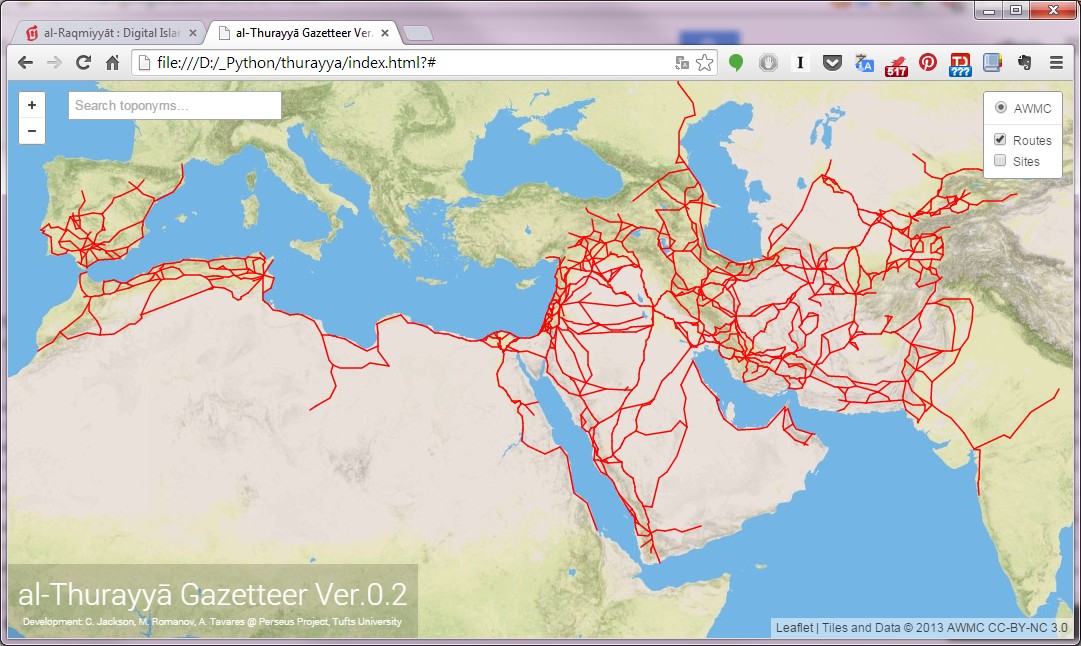 al-Raqmiyyāt : Digital Islar
al-Thurayyā Gazetteer Ver.
file:///D:/_Python/thurayya/index.html?#
517
???
+
Search toponyms...
−
AWMC
Routes
Sites
al-Thurayyā Gazetteer Ver.0.2
Development: C. Jackson, M. Romanov, A. Tavares @ Perseus Project, Tufts University
Leaflet | Tiles and Data © 2013 AWMC CC-BY-NC 3.0